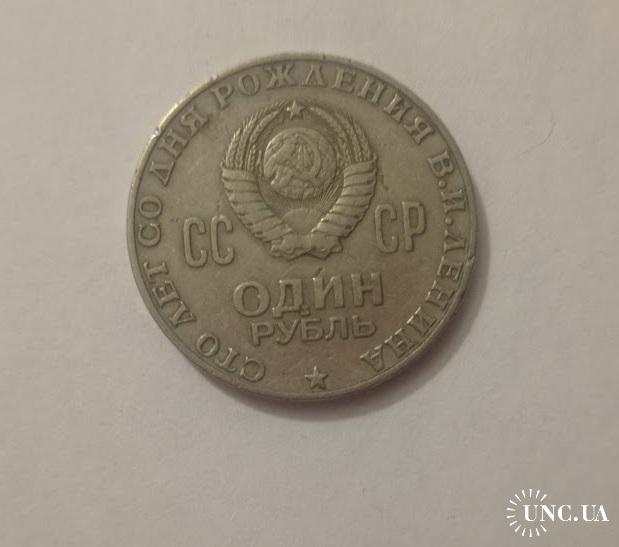 СТО ЛЕТ СО ДНЯ РОЖДЕНИЯ В.И.ЛЕНИНА
СС СР
ОДИН
РУБЛЬ
UNC.UA